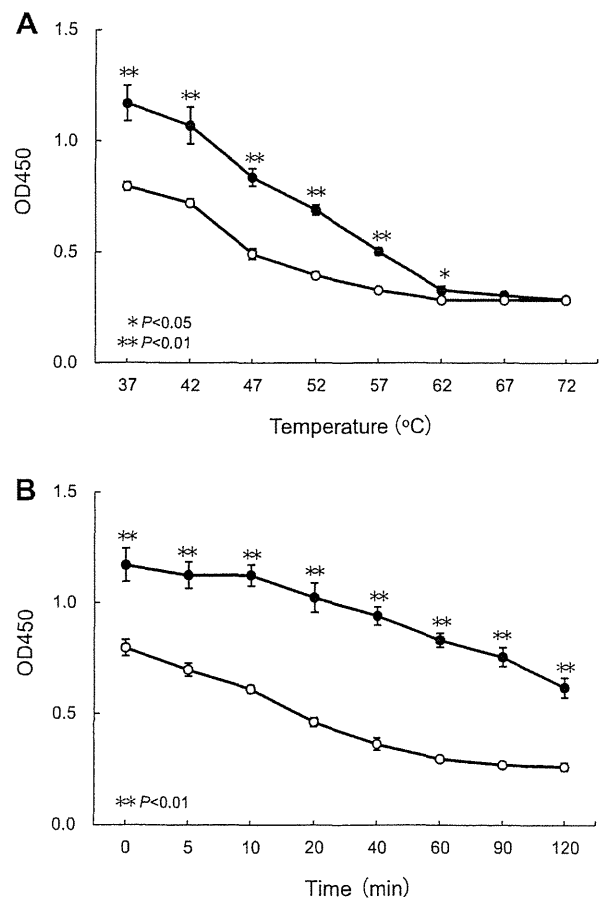 A
1.5
1.0
0.5
0.0
OD450
** ** ** ** ** *
* P<0.05
** P<0.01
37 42 47 52 57 62 67 72
Temperature (ºC)
B
1.5
1.0
0.5
0.0
OD450
** ** ** ** ** ** ** **
** P<0.01
0 5 10 20 40 60 90 120
Time (min)